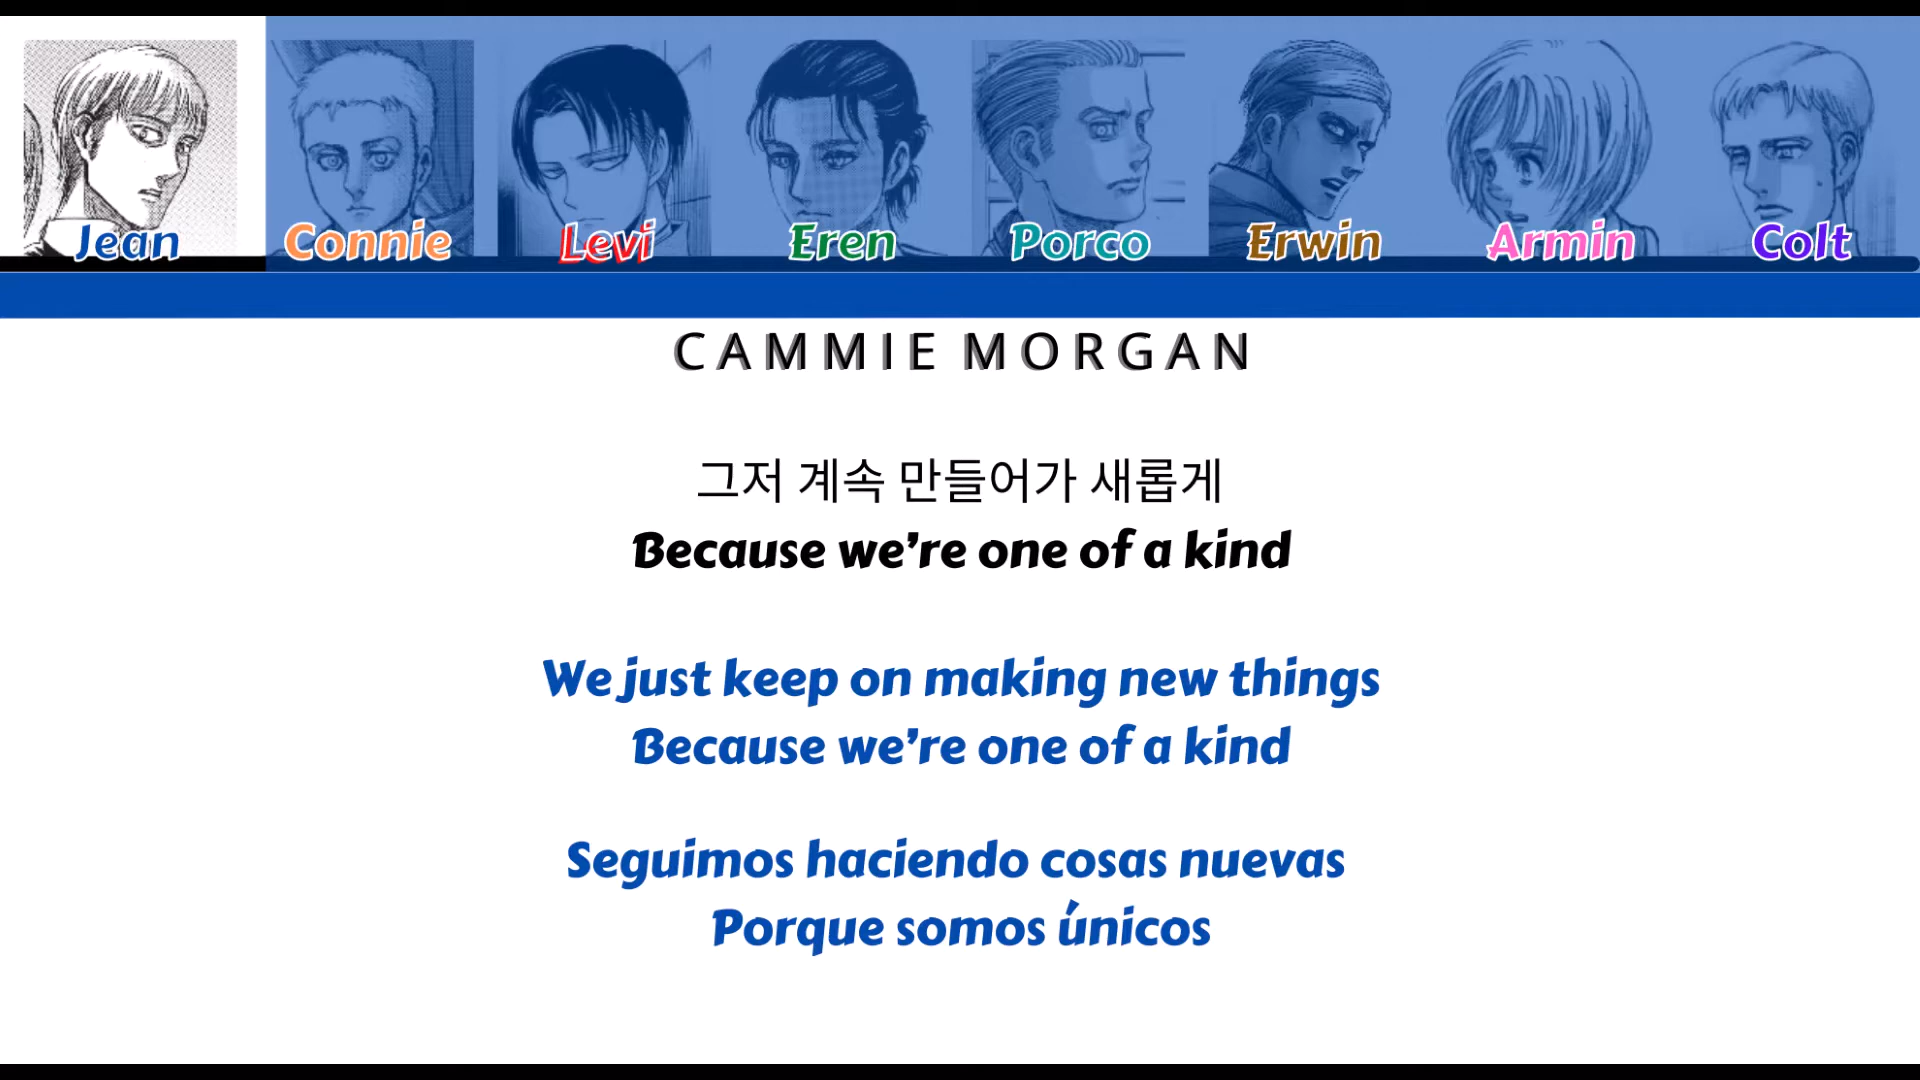 Jean Connie Levi Eren Porco Erwin Armin Colt
CAMMIE MORGAN
그저 계속 만들어가 새롭게
Because we're one of a kind
We just keep on making new things
Because we're one of a kind
Seguimos haciendo cosas nuevas
Porque somos únicos